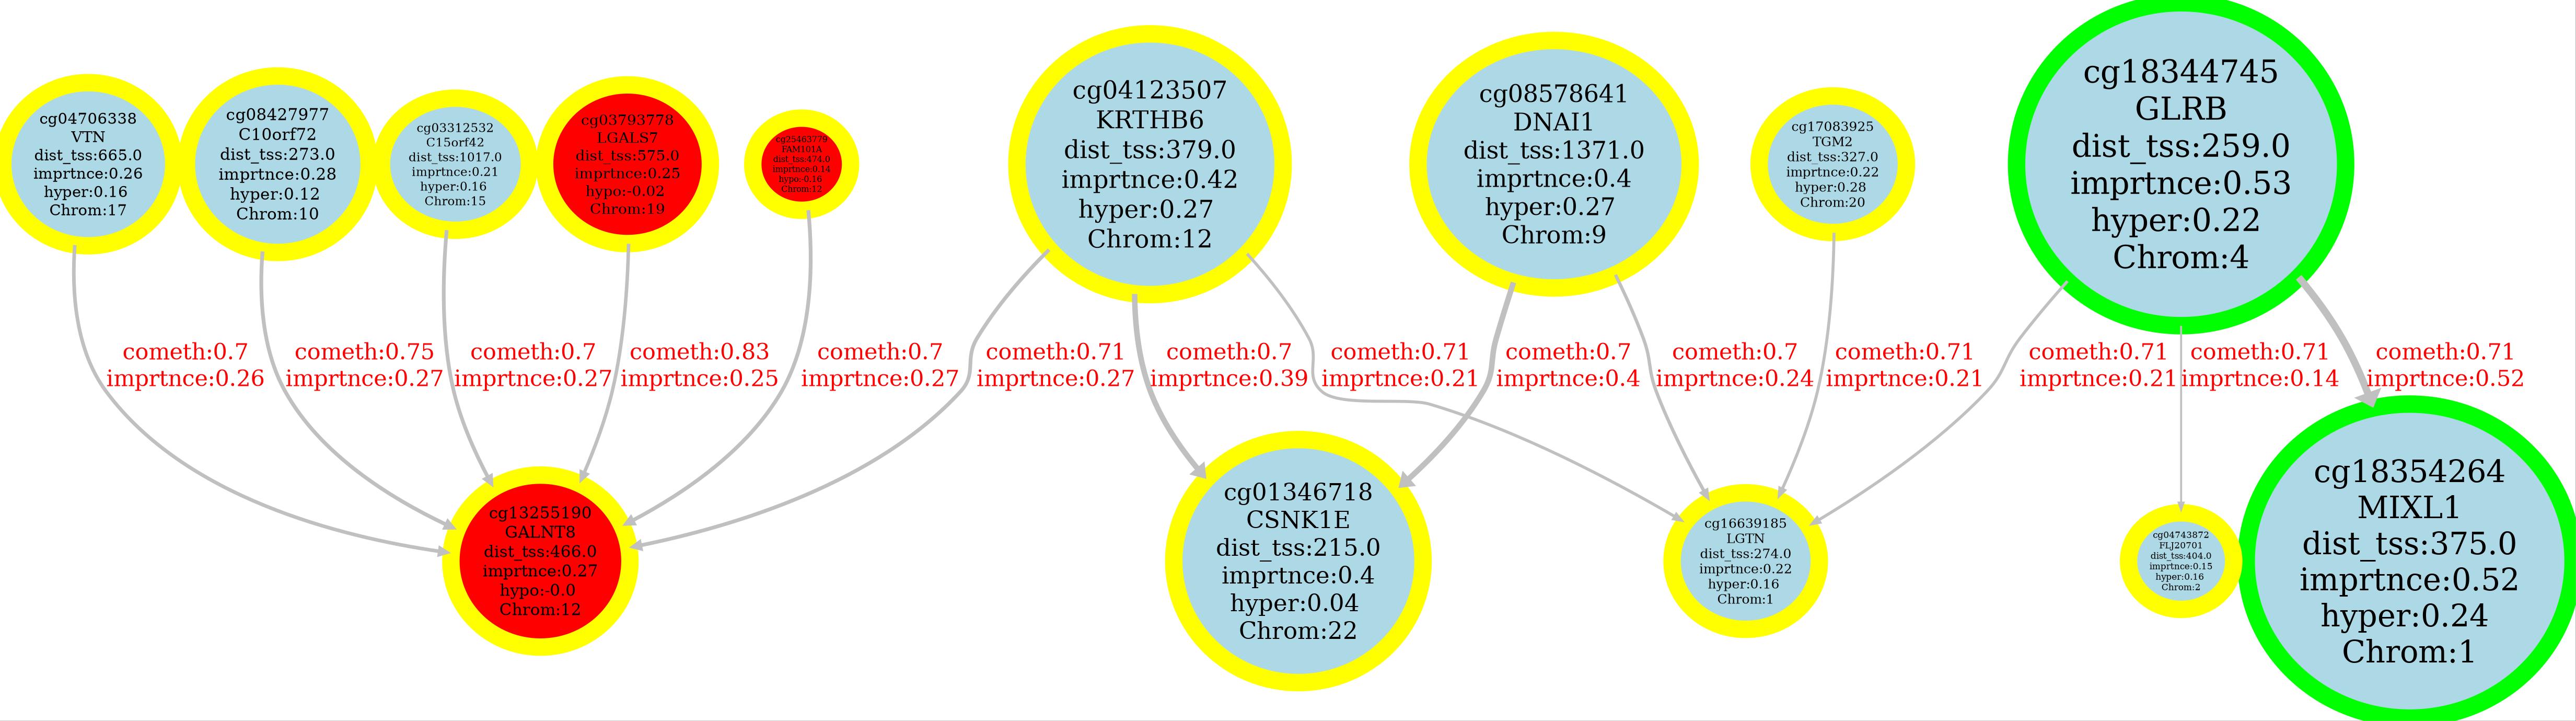 cg04706338
VTN
dist_tss:665.0
imprtnce:0.26
hyper:0.16
Chrom:17
cg08427977
C10orf72
dist_tss:273.0
imprtnce:0.28
hyper:0.12
Chrom:10
cg03312532
C15orf42
dist_tss:1017.0
imprtnce:0.21
hyper:0.16
Chrom:15
cg03793778
LGALS7
dist_tss:575.0
imprtnce:0.25
hypo:-0.02
Chrom:19
cg25463779
FAM101A
dist_tss:474.0
imprtnce:0.14
hypo:-0.16
Chrom:12
cg04123507
KRTHB6
dist_tss:379.0
imprtnce:0.42
hyper:0.27
Chrom:12
cg08578641
DNAI1
dist_tss:1371.0
imprtnce:0.4
hyper:0.27
Chrom:9
cg17083925
TGM2
dist_tss:327.0
imprtnce:0.22
hyper:0.28
Chrom:20
cg18344745
GLRB
dist_tss:259.0
imprtnce:0.53
hyper:0.22
Chrom:4
cometh:0.7
imprtnce:0.26
cometh:0.75
imprtnce:0.27
cometh:0.7
imprtnce:0.27
cometh:0.83
imprtnce:0.25
cometh:0.7
imprtnce:0.27
cometh:0.71
imprtnce:0.27
cometh:0.7
imprtnce:0.39
cometh:0.71
imprtnce:0.21
cometh:0.7
imprtnce:0.4
cometh:0.7
imprtnce:0.24
cometh:0.71
imprtnce:0.21
cometh:0.71
imprtnce:0.21
cometh:0.71
imprtnce:0.14
cometh:0.71
imprtnce:0.52
cg13255190
GALNT8
dist_tss:466.0
imprtnce:0.27
hypo:-0.0
Chrom:12
cg01346718
CSNK1E
dist_tss:215.0
imprtnce:0.4
hyper:0.04
Chrom:22
cg16639185
LGTN
dist_tss:274.0
imprtnce:0.22
hyper:0.16
Chrom:1
cg04743872
FLJ20701
dist_tss:404.0
imprtnce:0.15
hyper:0.16
Chrom:2
cg18354264
MIXL1
dist_tss:375.0
imprtnce:0.52
hyper:0.24
Chrom:1